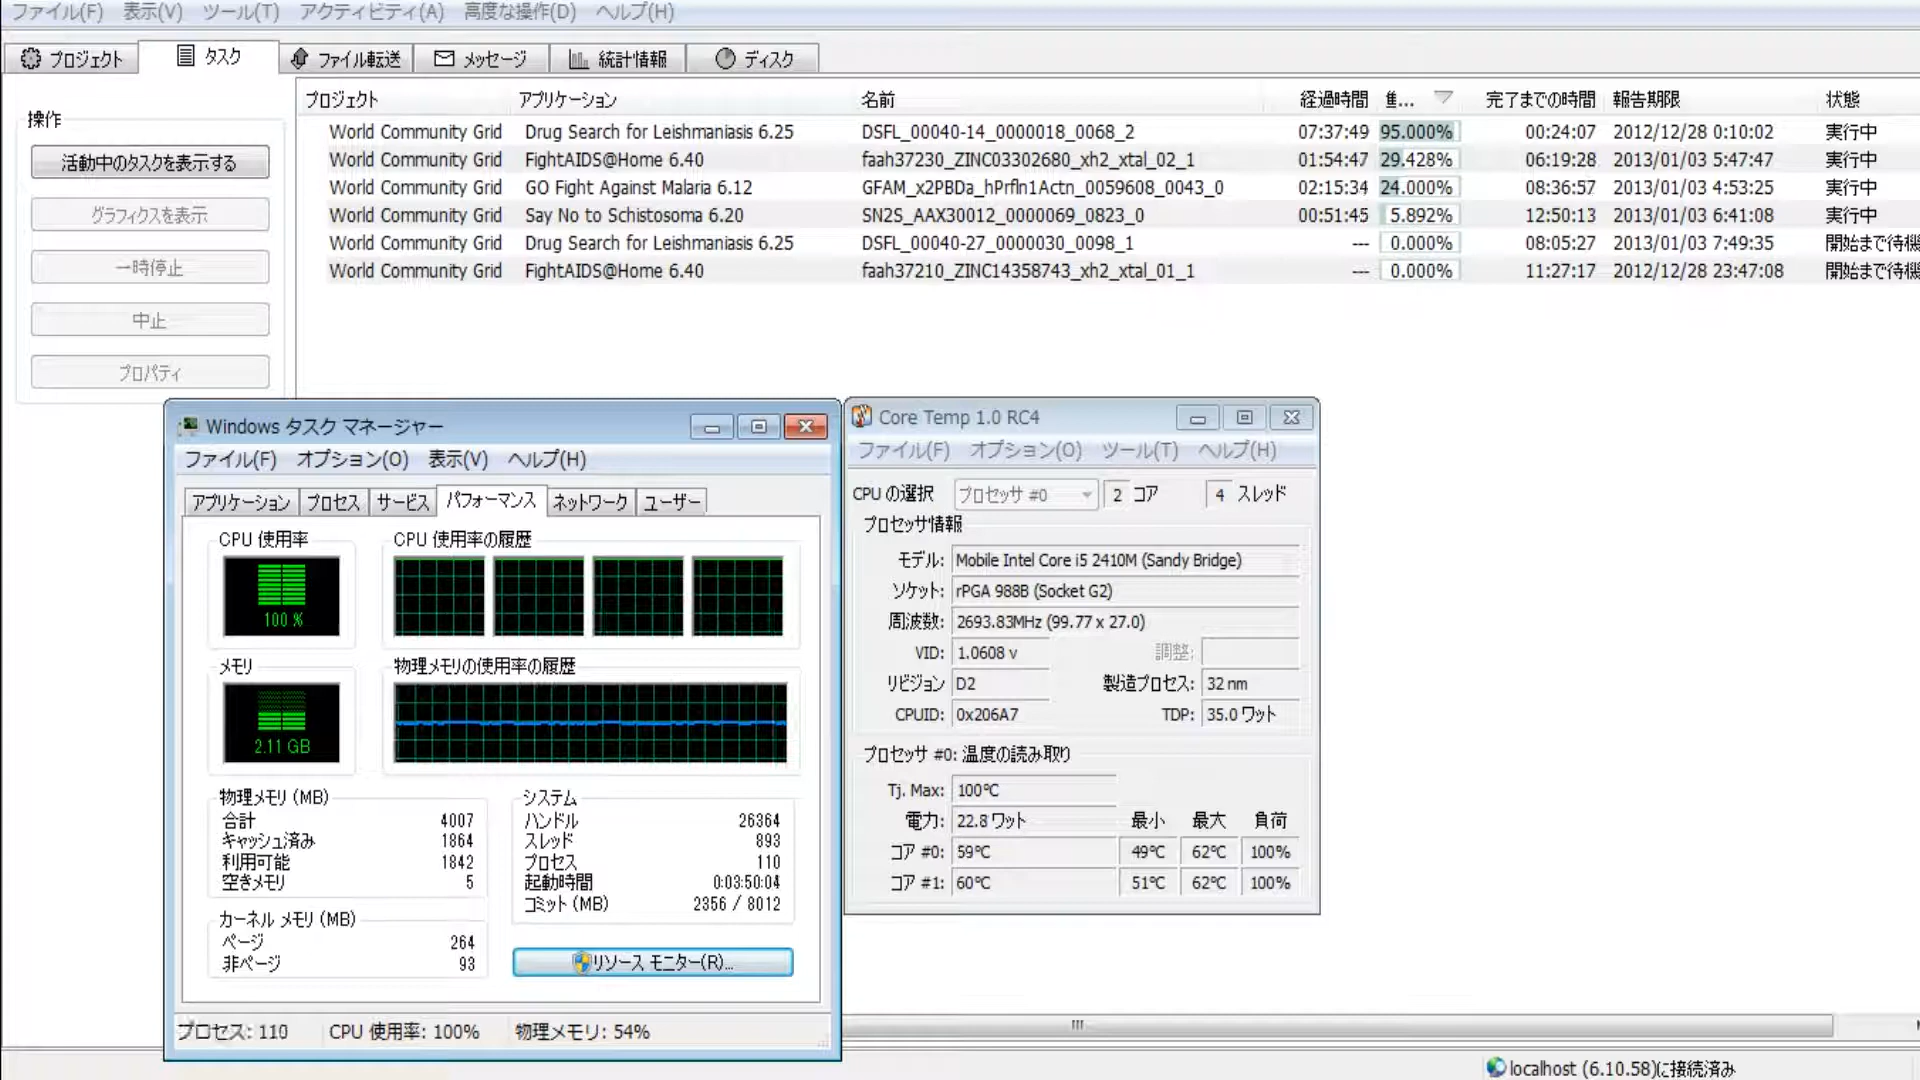 ファイル(F) 表示(V) ツール(T) アクティビティ(A) 高度な操作(D) ヘルプ(H)
プロジェクト タスク ファイル転送 メッセージ 統計情報 ディスク
操作
活動中のタスクを表示する
グラフィクスを表示
一時停止
中止
プロパティ
プロジェクト アプリケーション 名前 経過時間 進... 完了までの時間 報告期限 状態
World Community Grid Drug Search for Leishmaniasis 6.25 DSFL_00040-14_0000018_0068_2 07:37:49 95.000% 00:24:07 2012/12/28 0:10:02 実行中
World Community Grid FightAIDS@Home 6.40 faah37230_ZINC03302680_xh2_xtal_02_1 01:54:47 29.428% 06:19:28 2013/01/03 5:47:47 実行中
World Community Grid GO Fight Against Malaria 6.12 GFAM_x2PBDa_hPrfln1Actn_0059608_0043_0 02:15:34 24.000% 08:36:57 2013/01/03 4:53:25 実行中
World Community Grid Say No to Schistosoma 6.20 SN2S_AAX30012_0000069_0823_0 00:51:45 5.892% 12:50:13 2013/01/03 6:41:08 実行中
World Community Grid Drug Search for Leishmaniasis 6.25 DSFL_00040-27_0000030_0098_1 --- 0.000% 08:05:27 2013/01/03 7:49:35 開始まで待機
World Community Grid FightAIDS@Home 6.40 faah37210_ZINC14358743_xh2_xtal_01_1 --- 0.000% 11:27:17 2012/12/28 23:47:08 開始まで待機
Windows タスク マネージャー
ファイル(F) オプション(O) 表示(V) ヘルプ(H)
アプリケーション プロセス サービス パフォーマンス ネットワーク ユーザー
CPU 使用率 CPU 使用率の履歴
100 %
メモリ 物理メモリの使用率の履歴
2.11 GB
物理メモリ (MB)
合計 4007
キャッシュ済み 1864
利用可能 1842
空きメモリ 5
カーネル メモリ (MB)
ページ 264
非ページ 93
システム
ハンドル 26364
スレッド 893
プロセス 110
起動時間 0:03:50:04
コミット (MB) 2356 / 8012
リソース モニター(R)...
プロセス: 110 CPU 使用率: 100% 物理メモリ: 54%
Core Temp 1.0 RC4
ファイル(F) オプション(O) ツール(T) ヘルプ(H)
CPU の選択 プロセッサ #0 2 コア 4 スレッド
プロセッサ情報
モデル: Mobile Intel Core i5 2410M (Sandy Bridge)
ソケット: rPGA 988B (Socket G2)
周波数: 2693.83MHz (99.77 x 27.0)
VID: 1.0608 v 調整:
リビジョン D2 製造プロセス: 32 nm
CPUID: 0x206A7 TDP: 35.0 ワット
プロセッサ #0: 温度の読み取り
Tj. Max: 100℃
電力: 22.8 ワット 最小 最大 負荷
コア #0: 59℃ 49℃ 62℃ 100%
コア #1: 60℃ 51℃ 62℃ 100%
localhost (6.10.58)に接続済み